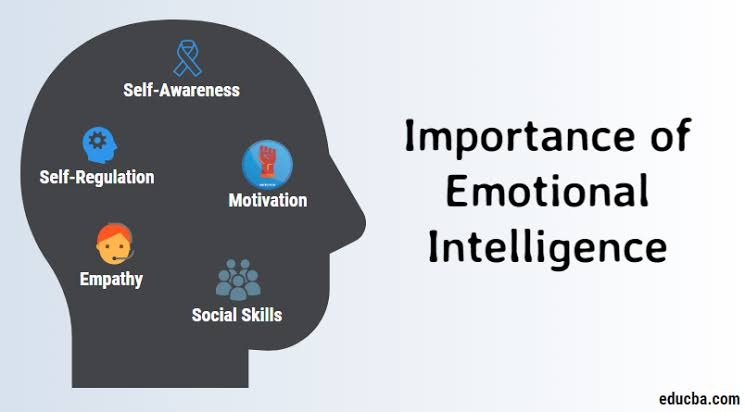 Self-Awareness
Self-Regulation
Motivation
Empathy
Social Skills
Importance of
Emotional
Intelligence
educba.com